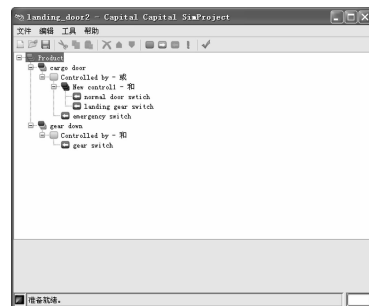 landing_door2 - Capital Capital SimProject
文件 编辑 工具 帮助
Product
cargo door
Controlled by - 或
New control1 - 和
normal door swtich
landing gear switch
emergency switch
gear down
Controlled by - 和
gear switch
准备就绪。